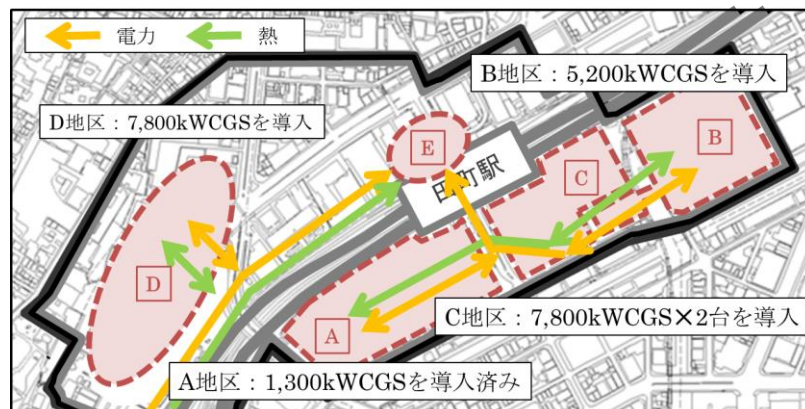 電力 熱
B地区:5,200kWCGSを導入
D地区:7,800kWCGSを導入
E
田町駅
B
C
D
A
C地区:7,800kWCGS×2台を導入
A地区:1,300kWCGSを導入済み